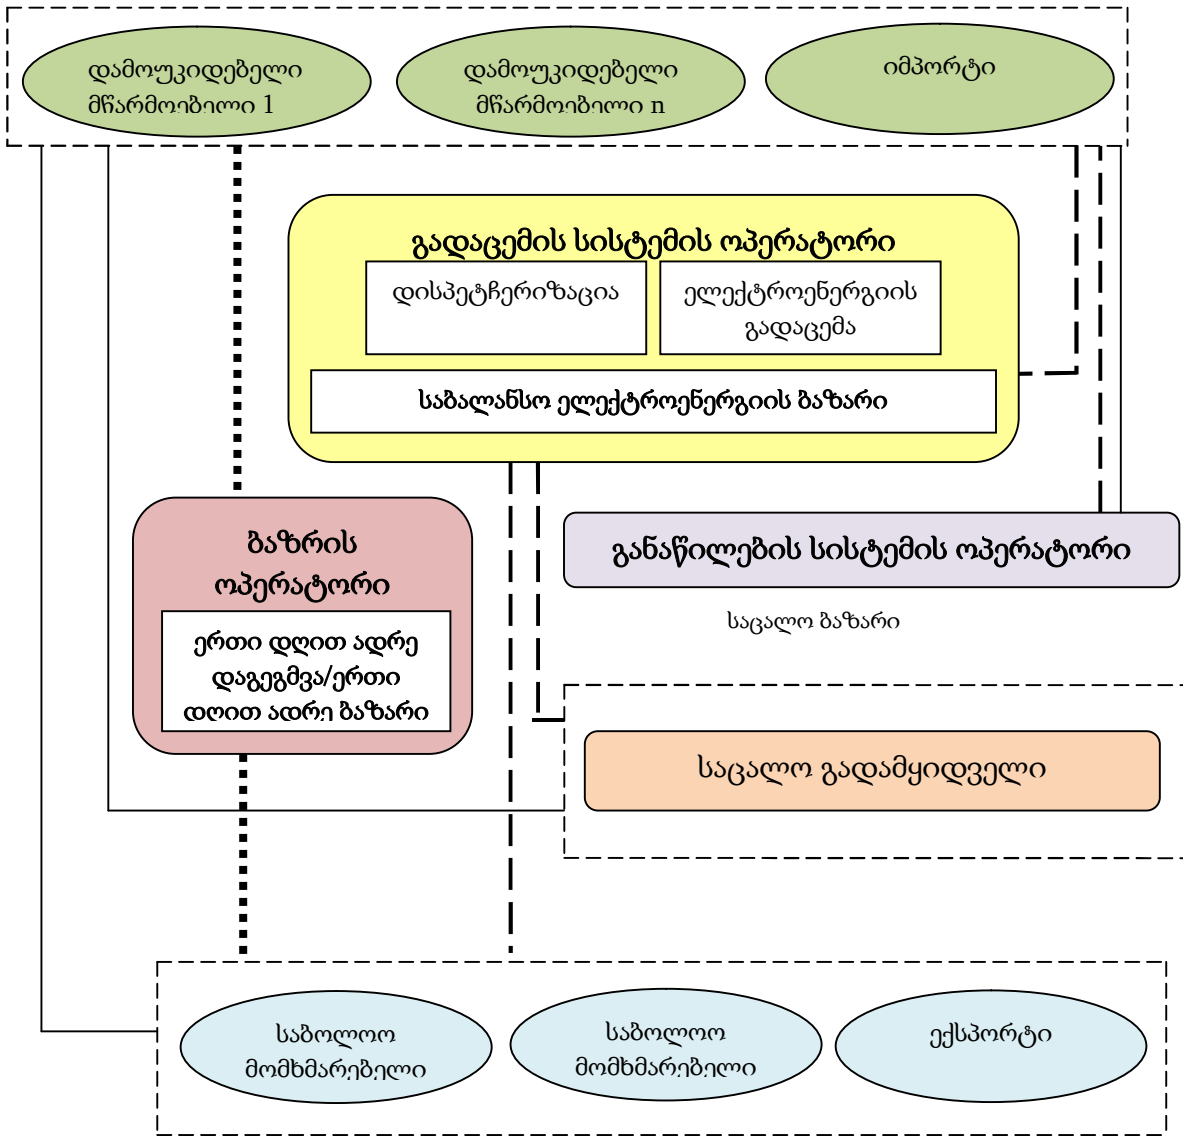 დამოუკიდებელი
მწარმოებელი 1
დამოუკიდებელი
მწარმოებელი n
იმპორტი
გადაცემის სისტემის ოპერატორი
დისპეტჩერიზაცია
ელექტროენერგიის
გადაცემა
საბალანსო ელექტროენერგიის ბაზარი
ბაზრის
ოპერატორი
ერთი დღით ადრე
დაგეგმვა/ერთი
დღით ადრე ბაზარი
განაწილების სისტემის ოპერატორი
საცალო ბაზარი
საცალო გადამყიდველი
საბოლოო
მომხმარებელი
საბოლოო
მომხმარებელი
ექსპორტი